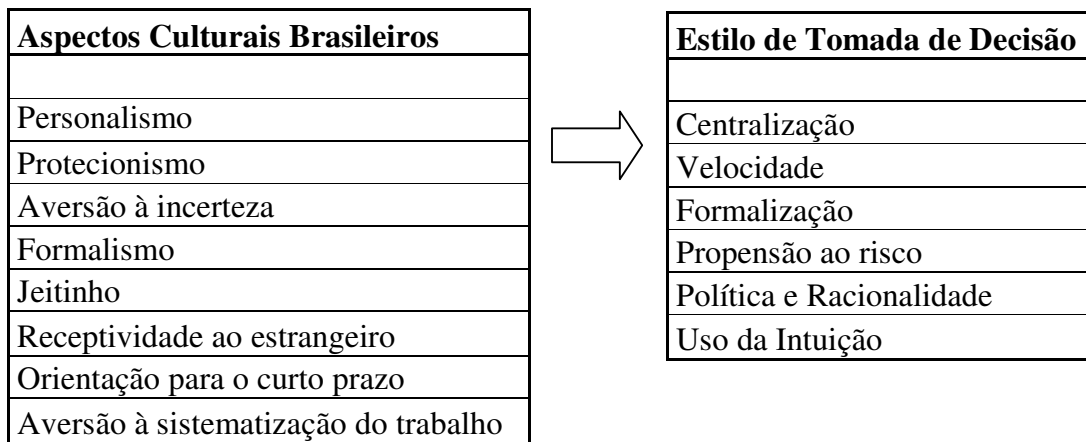 Aspectos Culturais Brasileiros
Personalismo
Protecionismo
Aversão à incerteza
Formalismo
Jeitinho
Receptividade ao estrangeiro
Orientação para o curto prazo
Aversão à sistematização do trabalho
Estilo de Tomada de Decisão
Centralização
Velocidade
Formalização
Propensão ao risco
Política e Racionalidade
Uso da Intuição